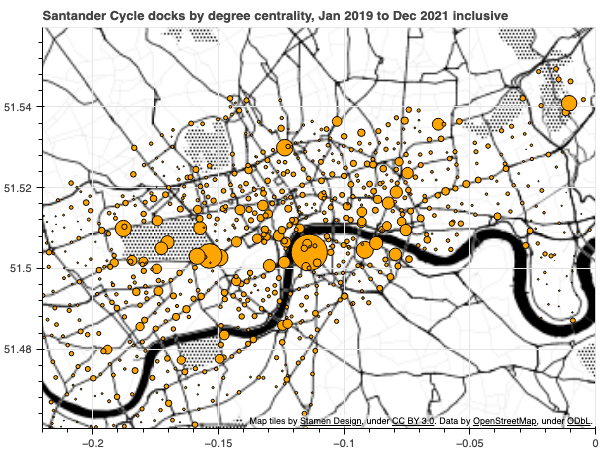 Santander Cycle docks by degree centrality, Jan 2019 to Dec 2021 inclusive
51.54
51.52
51.5
51.48
Map tiles by Stamen Design, under CC BY 3.0. Data by OpenStreetMap, under ODbL.
−0.2 −0.15 −0.1 −0.05 0